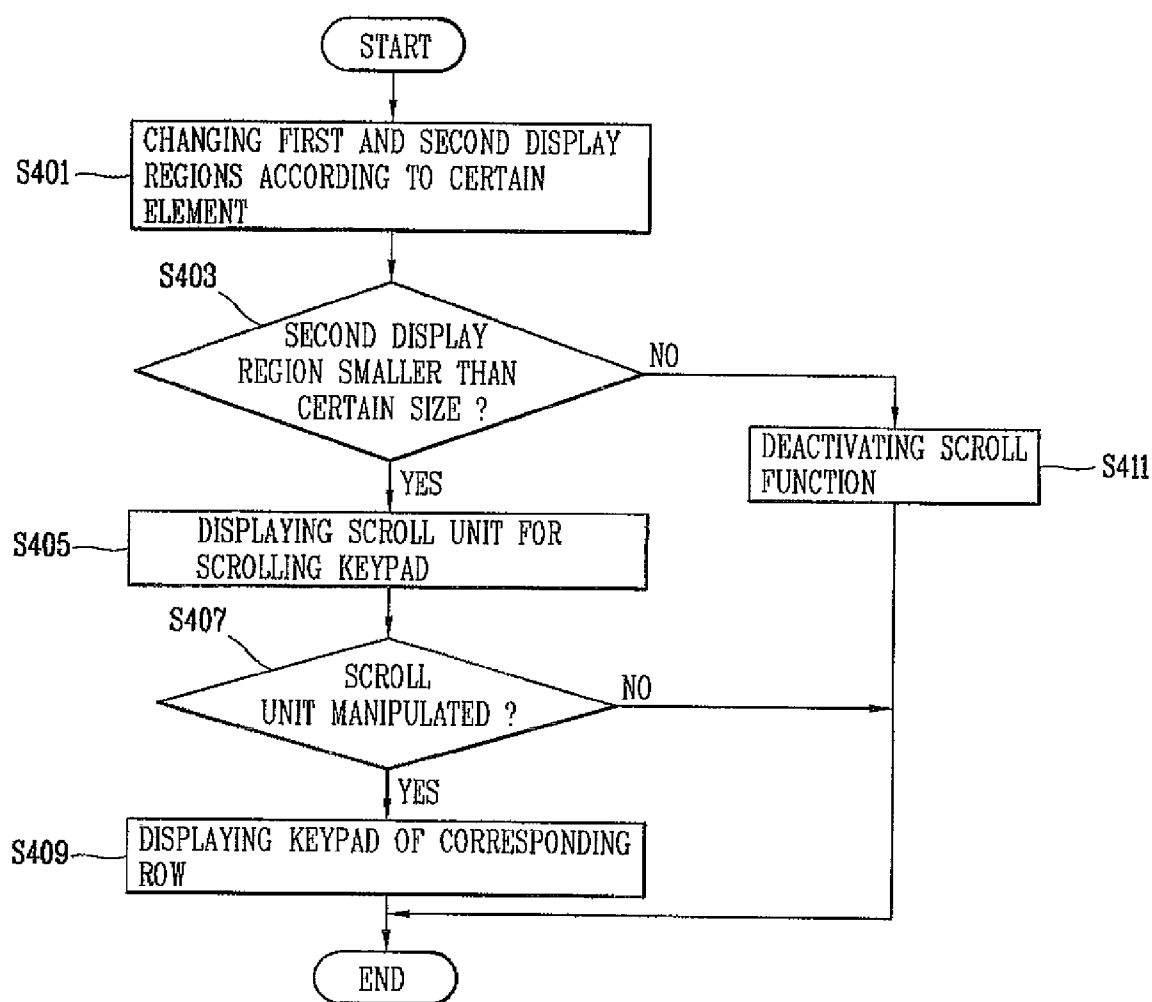 START
S401
CHANGING FIRST AND SECOND DISPLAY
REGIONS ACCORDING TO CERTAIN
ELEMENT
S403
SECOND DISPLAY
REGION SMALLER THAN
CERTAIN SIZE ?
NO
YES
DEACTIVATING SCROLL
FUNCTION
S411
S405
DISPLAYING SCROLL UNIT FOR
SCROLLING KEYPAD
S407
SCROLL
UNIT MANIPULATED ?
NO
YES
S409
DISPLAYING KEYPAD OF CORRESPONDING
ROW
END